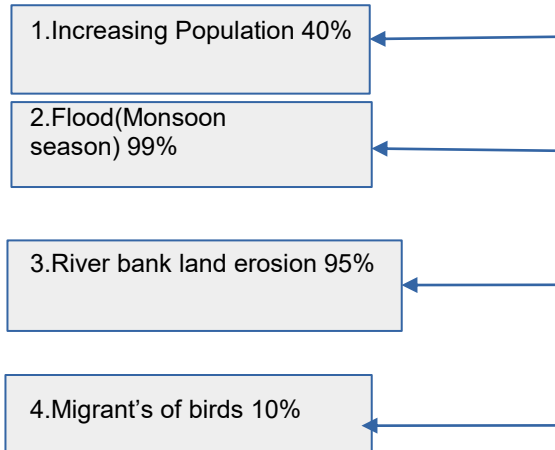 1.Increasing Population 40%
2.Flood(Monsoon
season) 99%
3.River bank land erosion 95%
4.Migrant’s of birds 10%